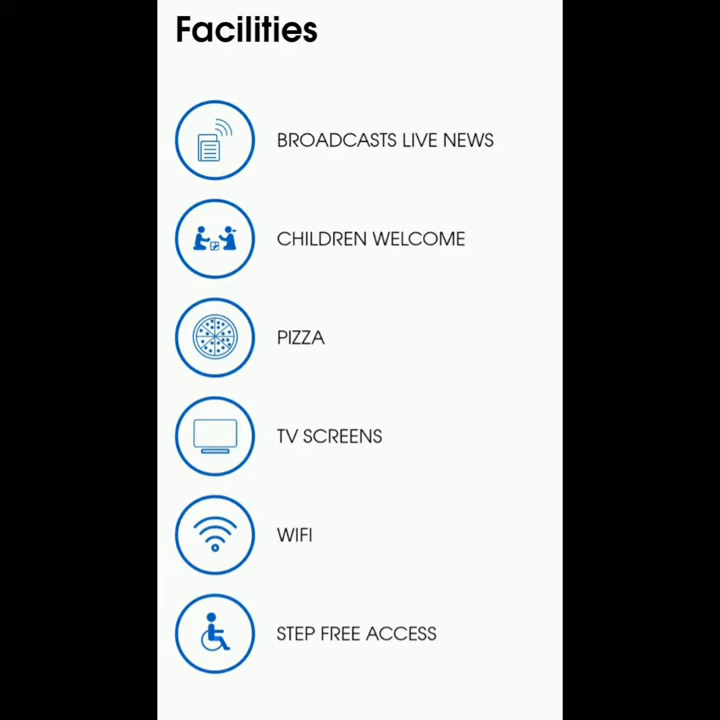 Facilities
BROADCASTS LIVE NEWS
CHILDREN WELCOME
PIZZA
TV SCREENS
WIFI
STEP FREE ACCESS